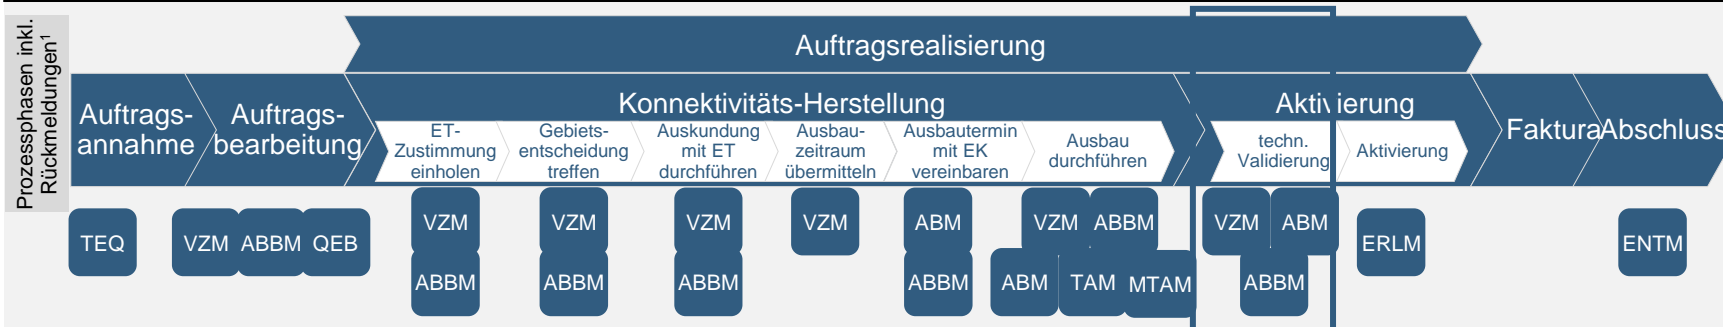 Prozessphasen inkl.
Rückmeldungen¹
Auftragsrealisierung
Auftrags-
annahme
Auftrags-
bearbeitung
Konnektivitäts-Herstellung
ET-
Zustimmung
einholen
Gebiets-
entscheidung
treffen
Auskundung
mit ET
durchführen
Ausbau-
zeitraum
übermitteln
Ausbautermin
mit EK
vereinbaren
Ausbau
durchführen
Aktivierung
techn.
Validierung
Aktivierung
Faktura
Abschluss
TEQ
VZM ABBM QEB
VZM
ABBM
VZM
ABBM
VZM
ABBM
VZM
ABM
ABBM
VZM ABBM
ABM TAM MTAM
VZM ABM
ABBM
ERLM
ENTM